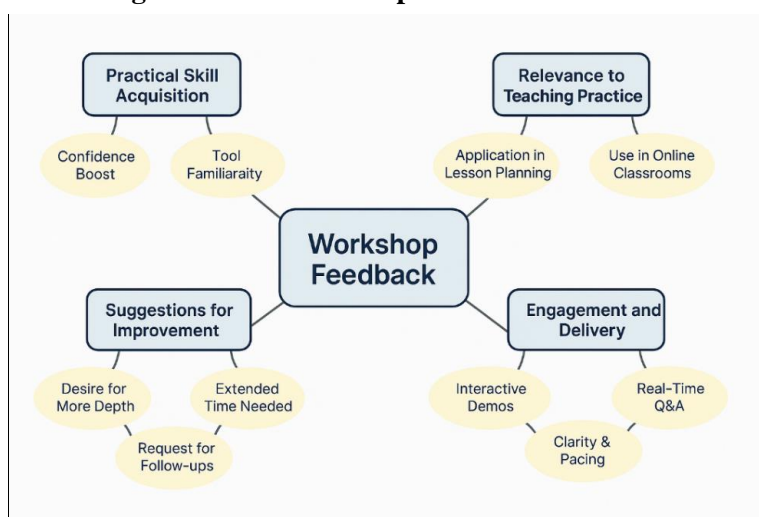 Practical Skill
Acquisition
Confidence
Boost
Tool
Familiaraity
Relevance to
Teaching Practice
Application in
Lesson Planning
Use in Online
Classrooms
Workshop
Feedback
Suggestions for
Improvement
Desire for
More Depth
Extended
Time Needed
Request for
Follow-ups
Engagement and
Delivery
Interactive
Demos
Real-Time
Q&A
Clarity &
Pacing